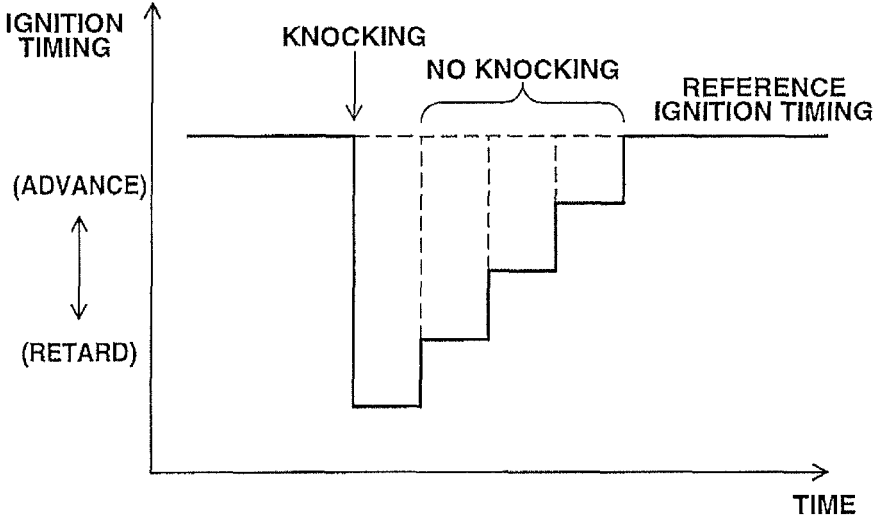 IGNITION
TIMING
KNOCKING
NO KNOCKING
REFERENCE
IGNITION TIMING
(ADVANCE)
(RETARD)
TIME